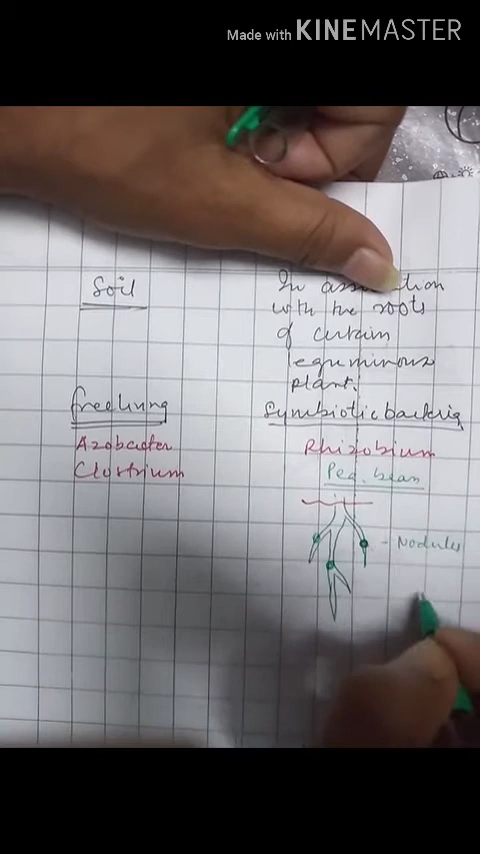 Made with KINEMASTER
Soil
In
with the roots
of certain
leguminous
plant.
freeliving
Symbiotic bacteria
Azobacter
Clostrium
Rhizobium
Pea. bean
- Nodules